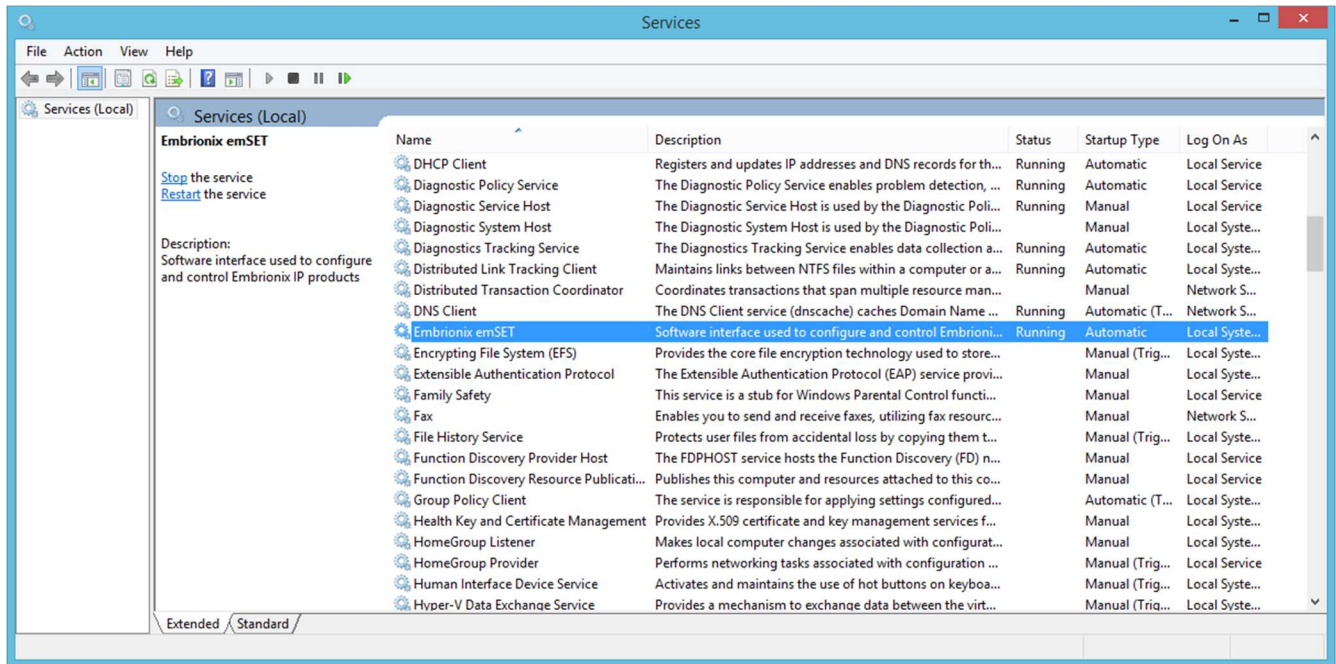 Services
File Action View Help
Services (Local)
Services (Local)
Embrionix emSET
Stop the service
Restart the service
Description:
Software interface used to configure
and control Embrionix IP products
Name Description Status Startup Type Log On As
DHCP Client Registers and updates IP addresses and DNS records for th... Running Automatic Local Service
Diagnostic Policy Service The Diagnostic Policy Service enables problem detection, ... Running Automatic Local Service
Diagnostic Service Host The Diagnostic Service Host is used by the Diagnostic Poli... Running Manual Local Service
Diagnostic System Host The Diagnostic System Host is used by the Diagnostic Poli... Manual Local Syste...
Diagnostics Tracking Service The Diagnostics Tracking Service enables data collection a... Running Automatic Local Syste...
Distributed Link Tracking Client Maintains links between NTFS files within a computer or a... Running Automatic Local Syste...
Distributed Transaction Coordinator Coordinates transactions that span multiple resource man... Manual Network S...
DNS Client The DNS Client service (dnscache) caches Domain Name ... Running Automatic (T... Network S...
Embrionix emSET Software interface used to configure and control Embrioni... Running Automatic Local Syste...
Encrypting File System (EFS) Provides the core file encryption technology used to store... Manual (Trig... Local Syste...
Extensible Authentication Protocol The Extensible Authentication Protocol (EAP) service provi... Manual Local Syste...
Family Safety This service is a stub for Windows Parental Control functi... Manual Local Service
Fax Enables you to send and receive faxes, utilizing fax resourc... Manual Network S...
File History Service Protects user files from accidental loss by copying them t... Manual (Trig... Local Syste...
Function Discovery Provider Host The FDPHOST service hosts the Function Discovery (FD) n... Manual Local Service
Function Discovery Resource Publicati... Publishes this computer and resources attached to this co... Manual Local Service
Group Policy Client The service is responsible for applying settings configured... Automatic (T... Local Syste...
Health Key and Certificate Management Provides X.509 certificate and key management services f... Manual Local Syste...
HomeGroup Listener Makes local computer changes associated with configurat... Manual Local Syste...
HomeGroup Provider Performs networking tasks associated with configuration ... Manual (Trig... Local Service
Human Interface Device Service Activates and maintains the use of hot buttons on keyboa... Manual (Trig... Local Syste...
Hyper-V Data Exchange Service Provides a mechanism to exchange data between the virt... Manual (Trig... Local Syste...
Extended Standard